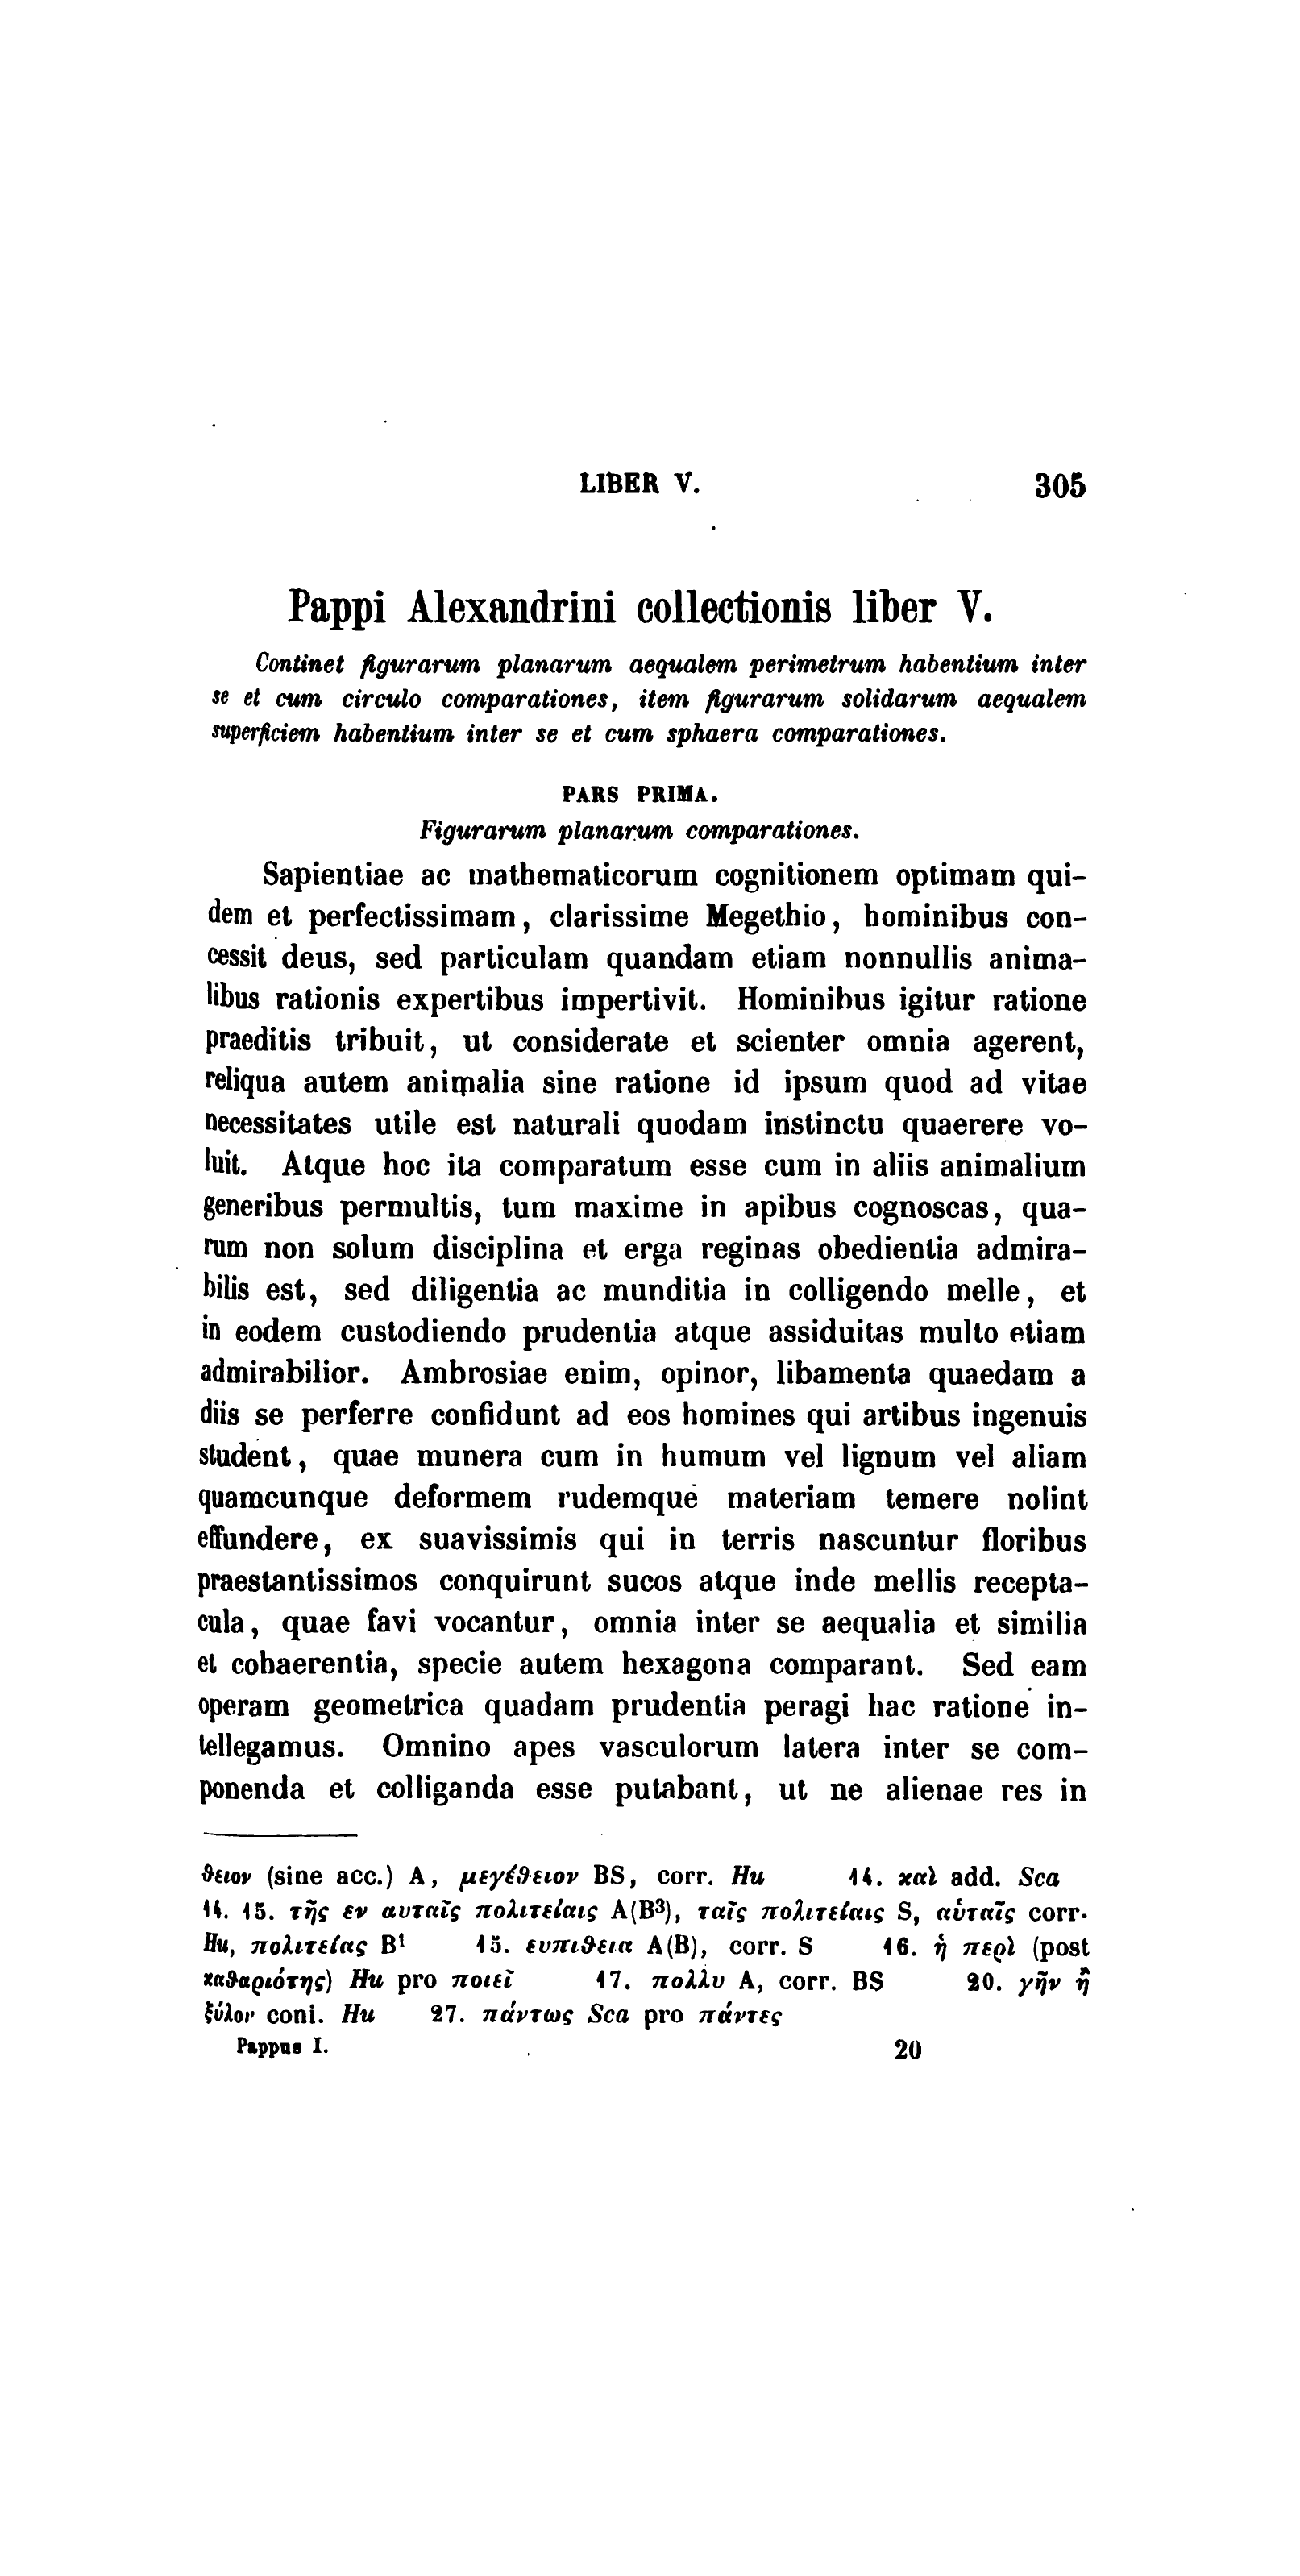 LIBER V. 305
Pappi Alexandrini collectionis liber V.
Continet figurarum planarum aequalem perimetrum habentium inter
se et cum circulo comparationes, item figurarum solidarum aequalem
superficiem habentium inter se et cum sphaera comparationes.
PARS PRIMA.
Figurarum planarum comparationes.
Sapientiae ac mathematicorum cognitionem optimam qui-
dem et perfectissimam, clarissime Megethio, hominibus con-
cessit deus, sed particulam quandam etiam nonnullis anima-
libus rationis expertibus impertivit. Hominibus igitur ratione
praeditis tribuit, ut considerate et scienter omnia agerent,
reliqua autem animalia sine ratione id ipsum quod ad vitae
necessitates utile est naturali quodam instinctu quaerere vo-
luit. Atque hoc ita comparatum esse cum in aliis animalium
generibus permultis, tum maxime in apibus cognoscas, qua-
rum non solum disciplina et erga reginas obedientia admira-
bilis est, sed diligentia ac munditia in colligendo melle, et
in eodem custodiendo prudentia atque assiduitas multo etiam
admirabilior. Ambrosiae enim, opinor, libamenta quaedam a
diis se perferre confidunt ad eos homines qui artibus ingenuis
student, quae munera cum in humum vel lignum vel aliam
quamcunque deformem rudemque materiam temere nolint
effundere, ex suavissimis qui in terris nascuntur floribus
praestantissimos conquirunt sucos atque inde mellis recepta-
cula, quae favi vocantur, omnia inter se aequalia et similia
et cohaerentia, specie autem hexagona comparant. Sed eam
operam geometrica quadam prudentia peragi hac ratione in-
tellegamus. Omnino apes vasculorum latera inter se com-
ponenda et colliganda esse putabant, ut ne alienae res in
θειον (sine acc.) A, μεγέθειον BS, corr. Hu 14. καὶ add. Sca
14. 15. τῆς εν αυταῖς πολιτείαις A(B³), ταῖς πολιτείαις S, αὐταῖς corr.
Hu, πολιτείας B¹ 15. ευπιθεια A(B), corr. S 16. ἡ περὶ (post
καθαριότης) Hu pro ποιεῖ 17. πολλυ A, corr. BS 20. γῆν ἢ
ξύλον coni. Hu 27. πάντως Sca pro πάντες
Pappus I. 20